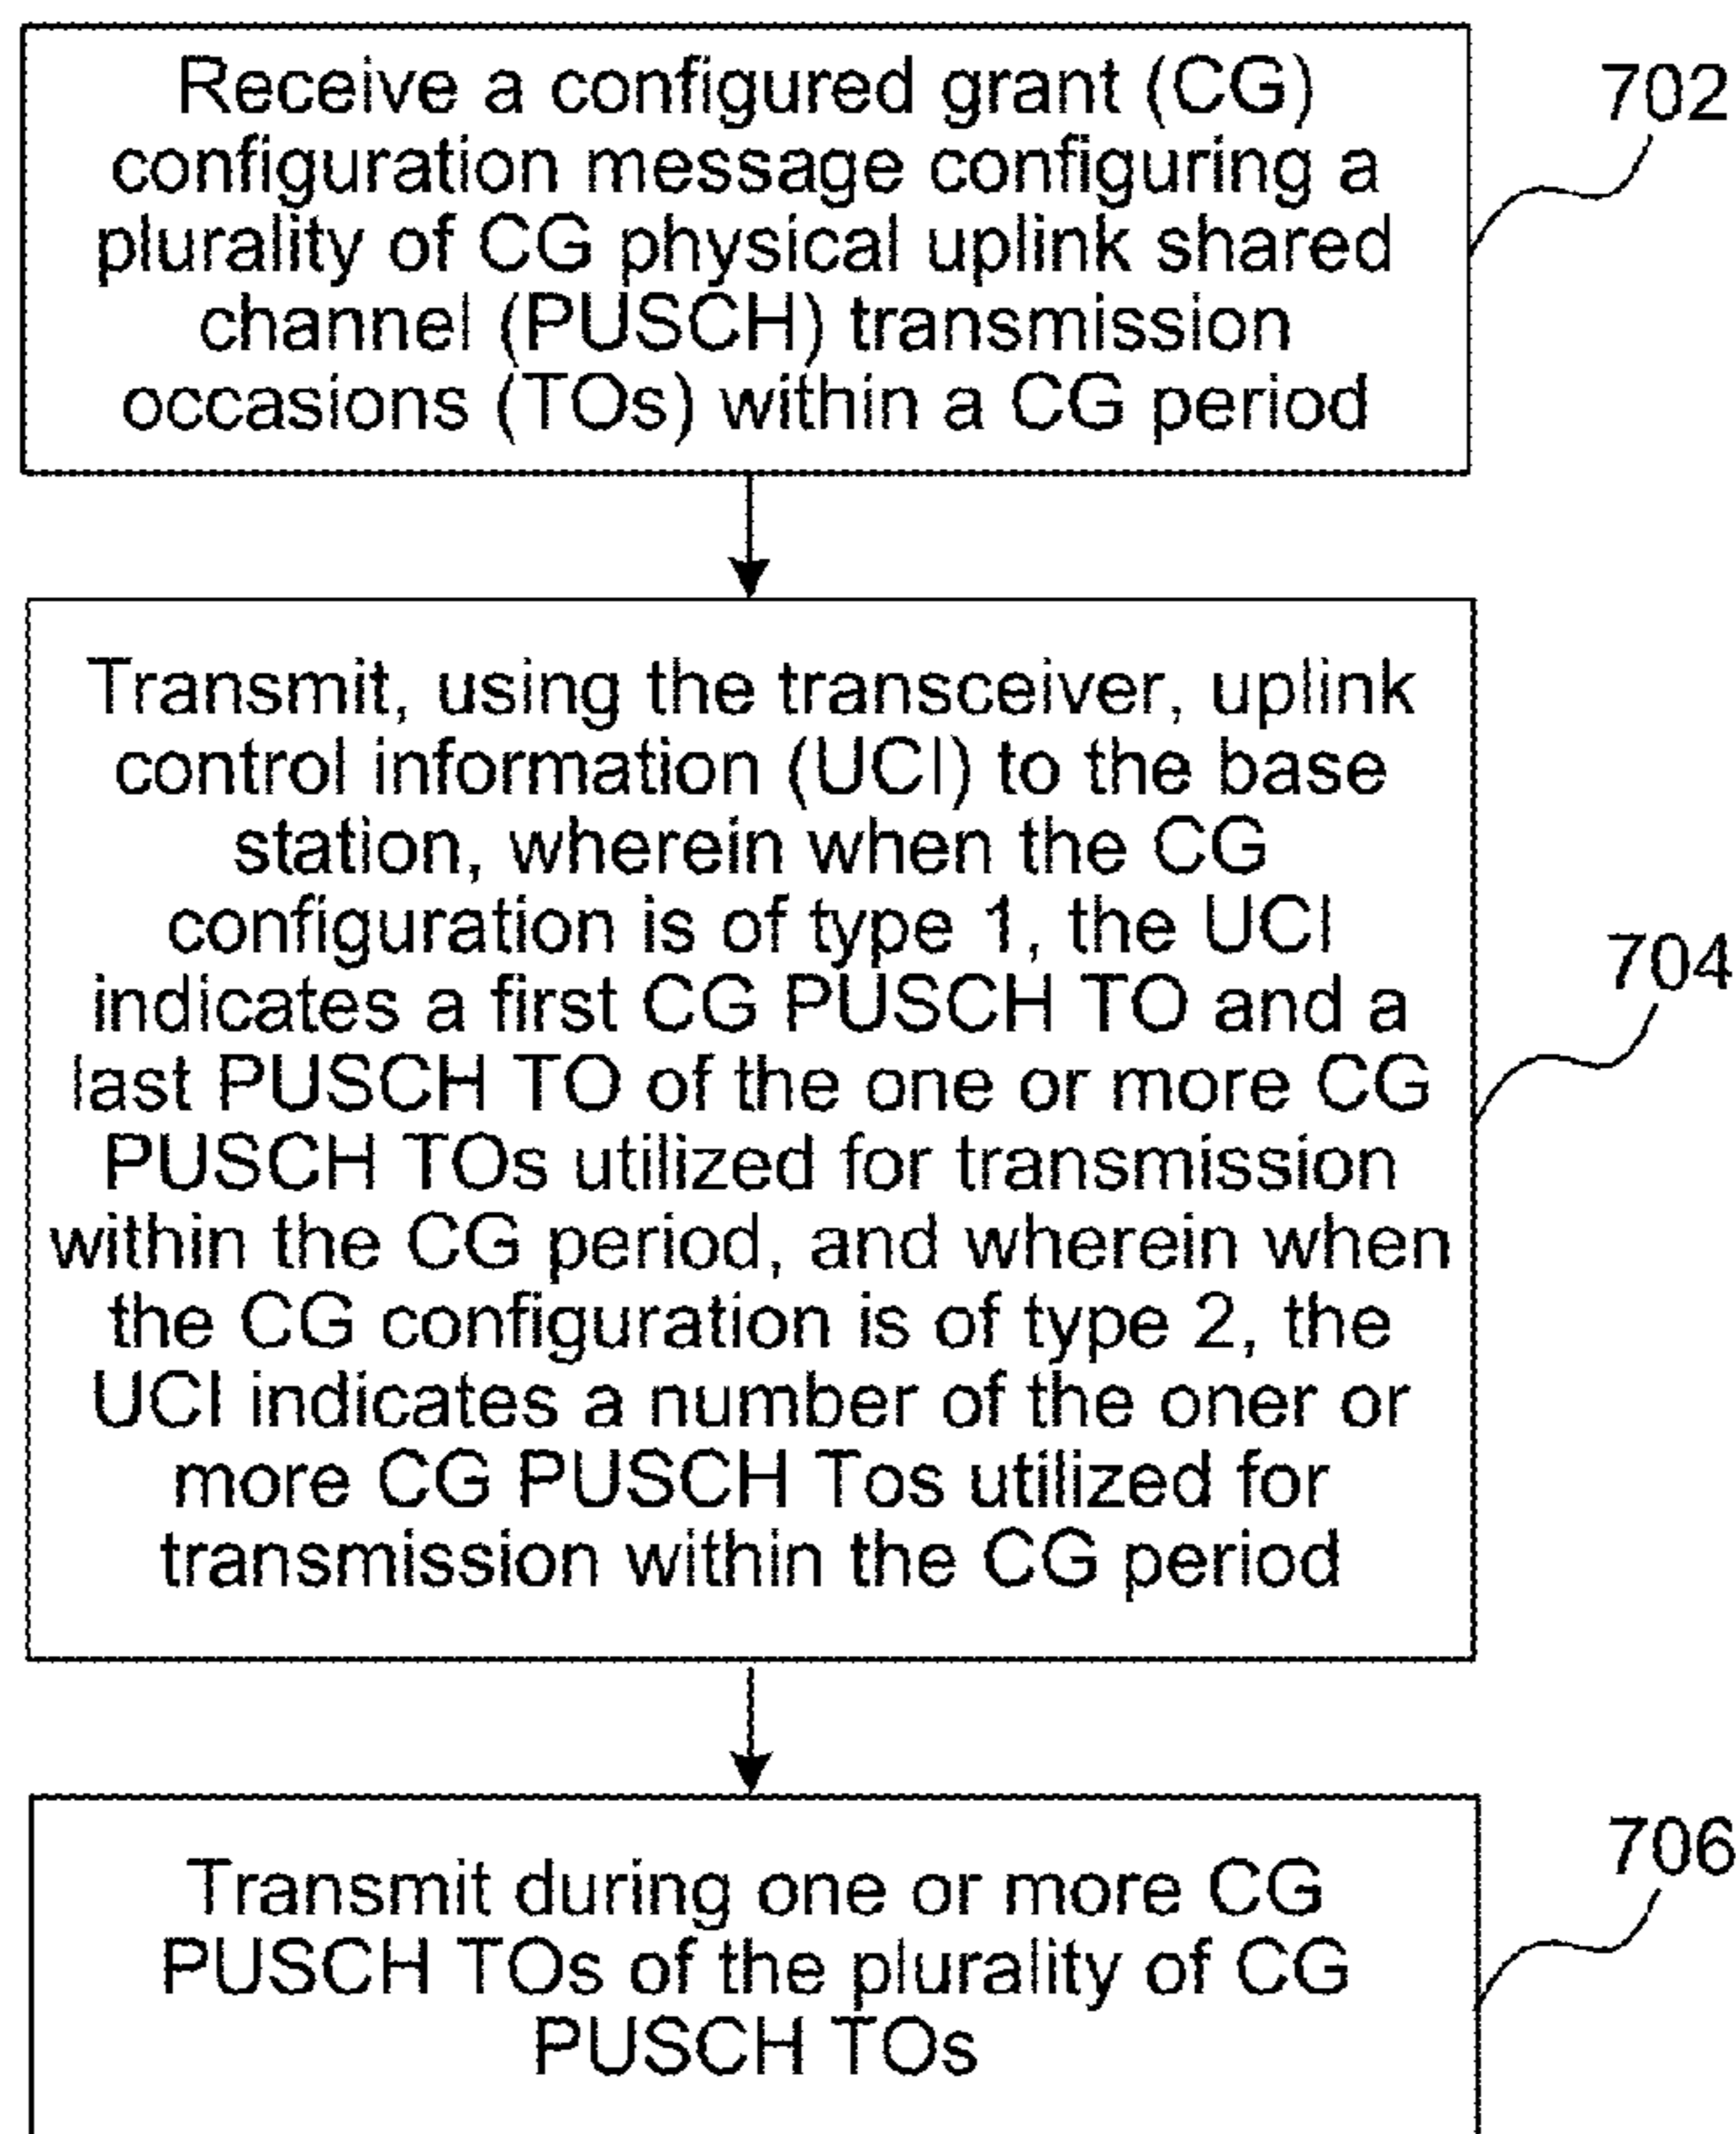 Receive a configured grant (CG)
configuration message configuring a
plurality of CG physical uplink shared
channel (PUSCH) transmission
occasions (TOs) within a CG period
702
Transmit, using the transceiver, uplink
control information (UCI) to the base
station, wherein when the CG
configuration is of type 1, the UCI
indicates a first CG PUSCH TO and a
last PUSCH TO of the one or more CG
PUSCH TOs utilized for transmission
within the CG period, and wherein when
the CG configuration is of type 2, the
UCI indicates a number of the oner or
more CG PUSCH Tos utilized for
transmission within the CG period
704
Transmit during one or more CG
PUSCH TOs of the plurality of CG
PUSCH TOs
706